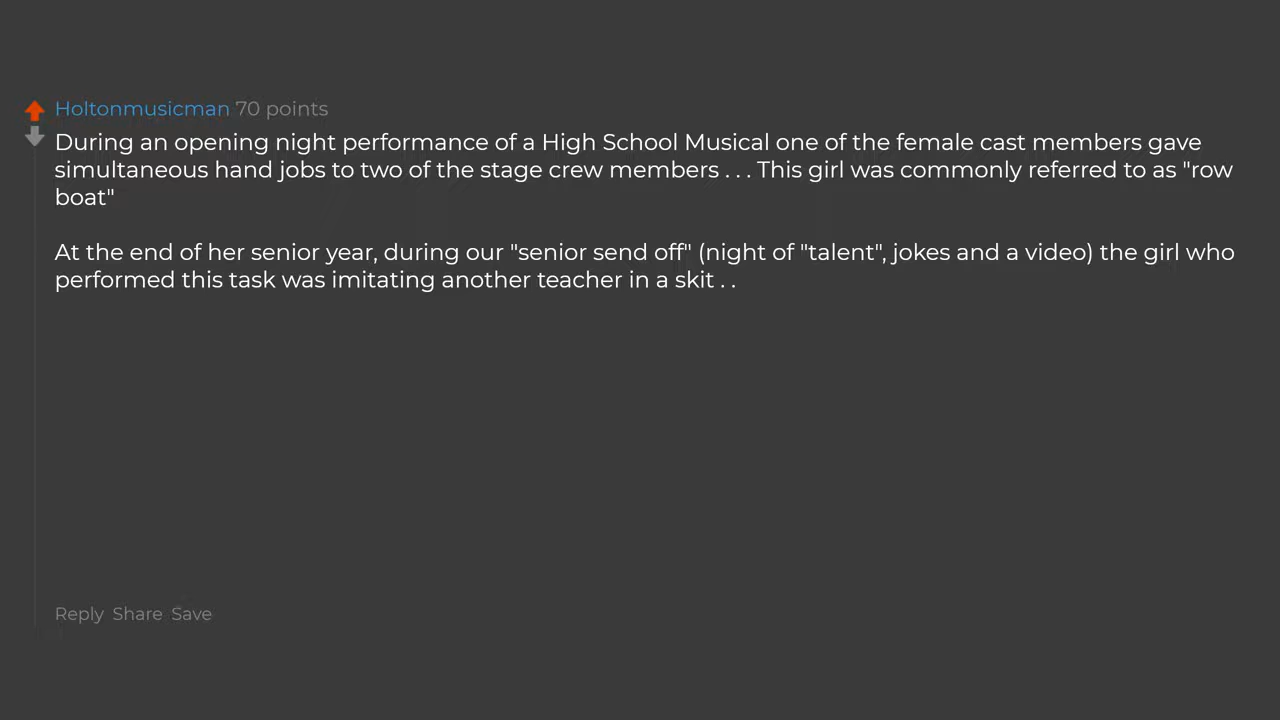 Holtonmusicman 70 points
During an opening night performance of a High School Musical one of the female cast members gave
simultaneous hand jobs to two of the stage crew members . . . This girl was commonly referred to as "row
boat"
At the end of her senior year, during our "senior send off" (night of "talent", jokes and a video) the girl who
performed this task was imitating another teacher in a skit . .
Reply Share Save